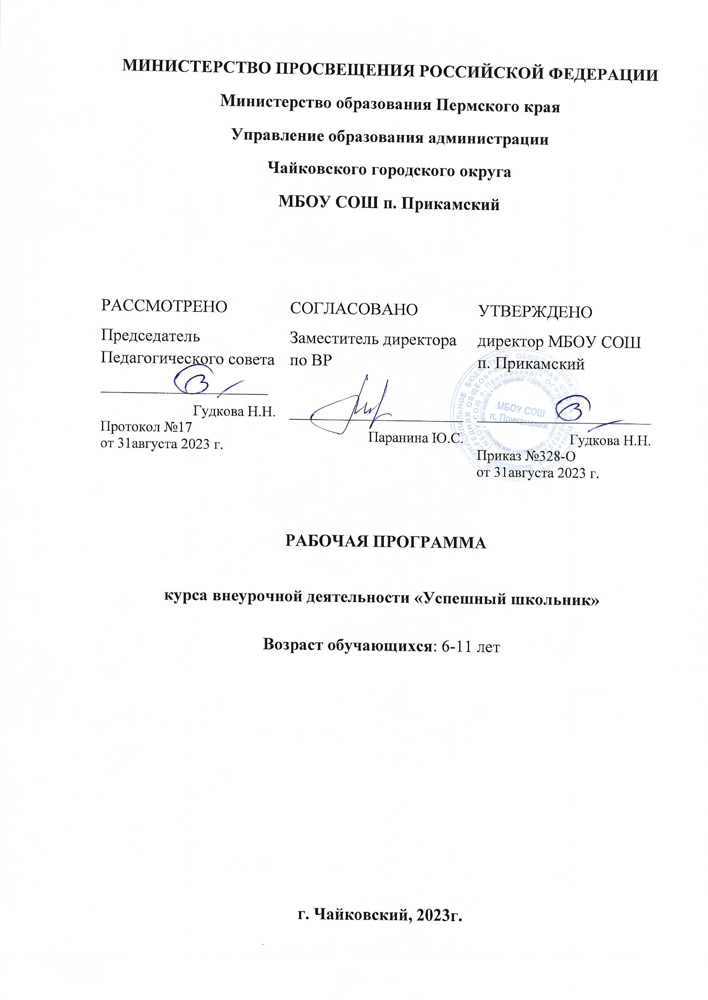 МИНИСТЕРСТВО ПРОСВЕЩЕНИЯ РОССИЙСКОЙ ФЕДЕРАЦИИ
Министерство образования Пермского края
Управление образования администрации
Чайковского городского округа
МБОУ СОШ п. Прикамский
РАССМОТРЕНО
Председатель
Педагогического совета
Гудкова Н.Н.
Протокол №17
от 31августа 2023 г.
СОГЛАСОВАНО
Заместитель директора
по ВР
Паранина Ю.С.
УТВЕРЖДЕНО
директор МБОУ СОШ
п. Прикамский
МБОУ СОШ
п. Прикамский
Гудкова Н.Н.
Приказ №328-О
от 31августа 2023 г.
РАБОЧАЯ ПРОГРАММА
курса внеурочной деятельности «Успешный школьник»
Возраст обучающихся: 6-11 лет
г. Чайковский, 2023г.